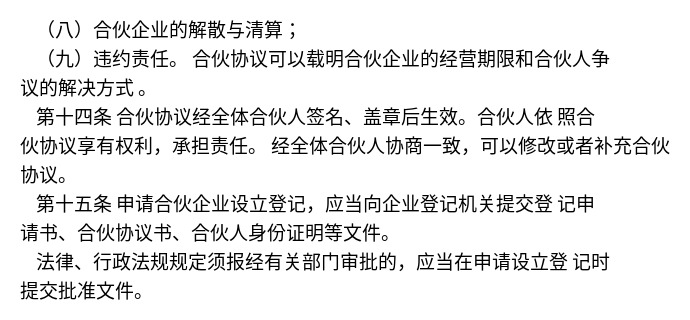 （八）合伙企业的解散与清算；
（九）违约责任。 合伙协议可以载明合伙企业的经营期限和合伙人争
议的解决方式 。
第十四条 合伙协议经全体合伙人签名、盖章后生效。合伙人依 照合
伙协议享有权利，承担责任。 经全体合伙人协商一致，可以修改或者补充合伙
协议。
第十五条 申请合伙企业设立登记，应当向企业登记机关提交登 记申
请书、合伙协议书、合伙人身份证明等文件。
法律、行政法规规定须报经有关部门审批的，应当在申请设立登 记时
提交批准文件。